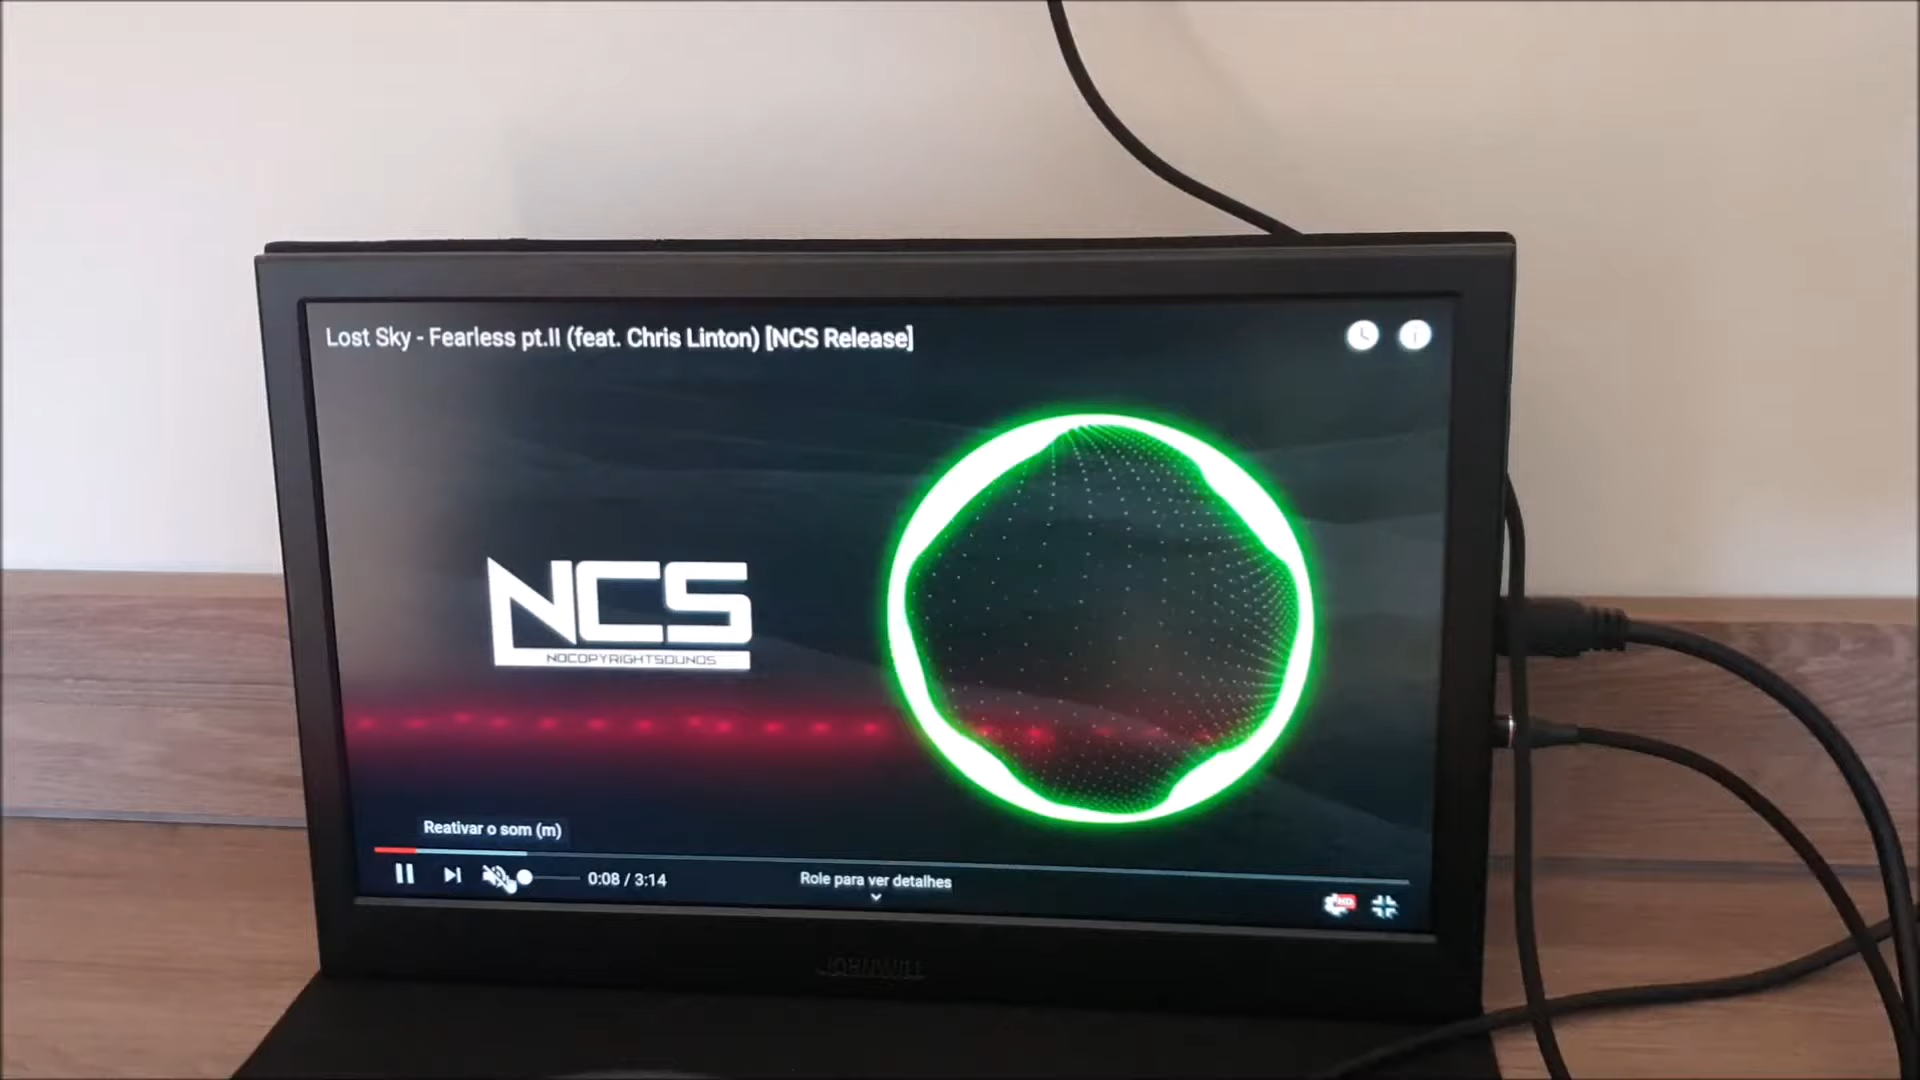 Lost Sky - Fearless pt.II (feat. Chris Linton) [NCS Release]
NCS
NOCOPYRIGHTSOUNDS
Reativar o som (m)
0:08 / 3:14
Role para ver detalhes
HD